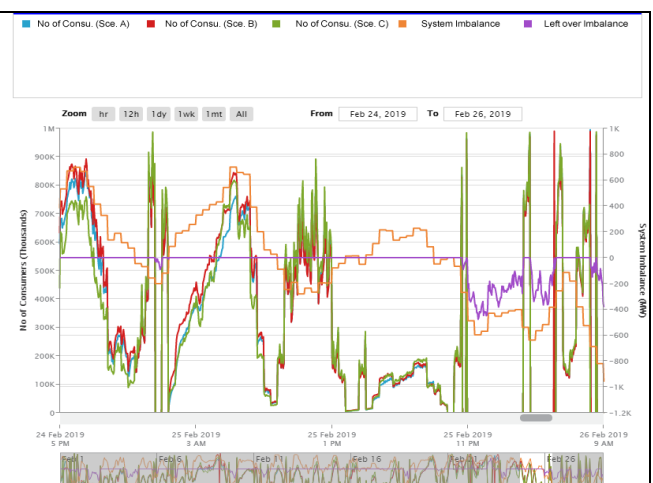 No of Consu. (Sce. A) No of Consu. (Sce. B) No of Consu. (Sce. C) System Imbalance Left over Imbalance
Zoom hr 12h 1dy 1wk 1mt All From Feb 24, 2019 To Feb 26, 2019
1M 1K
900K 800
800K 600
700K 400
600K 200
500K 0
400K -200
300K -400
200K -600
100K -800
0 -1K
-1.2K
No of Consumers (Thousands)
System Imbalance (MW)
24 Feb 2019 25 Feb 2019 25 Feb 2019 25 Feb 2019 26 Feb 2019
5 PM 3 AM 1 PM 11 PM 9 AM
Feb 1 Feb 6 Feb 11 Feb 16 Feb 21 Feb 26